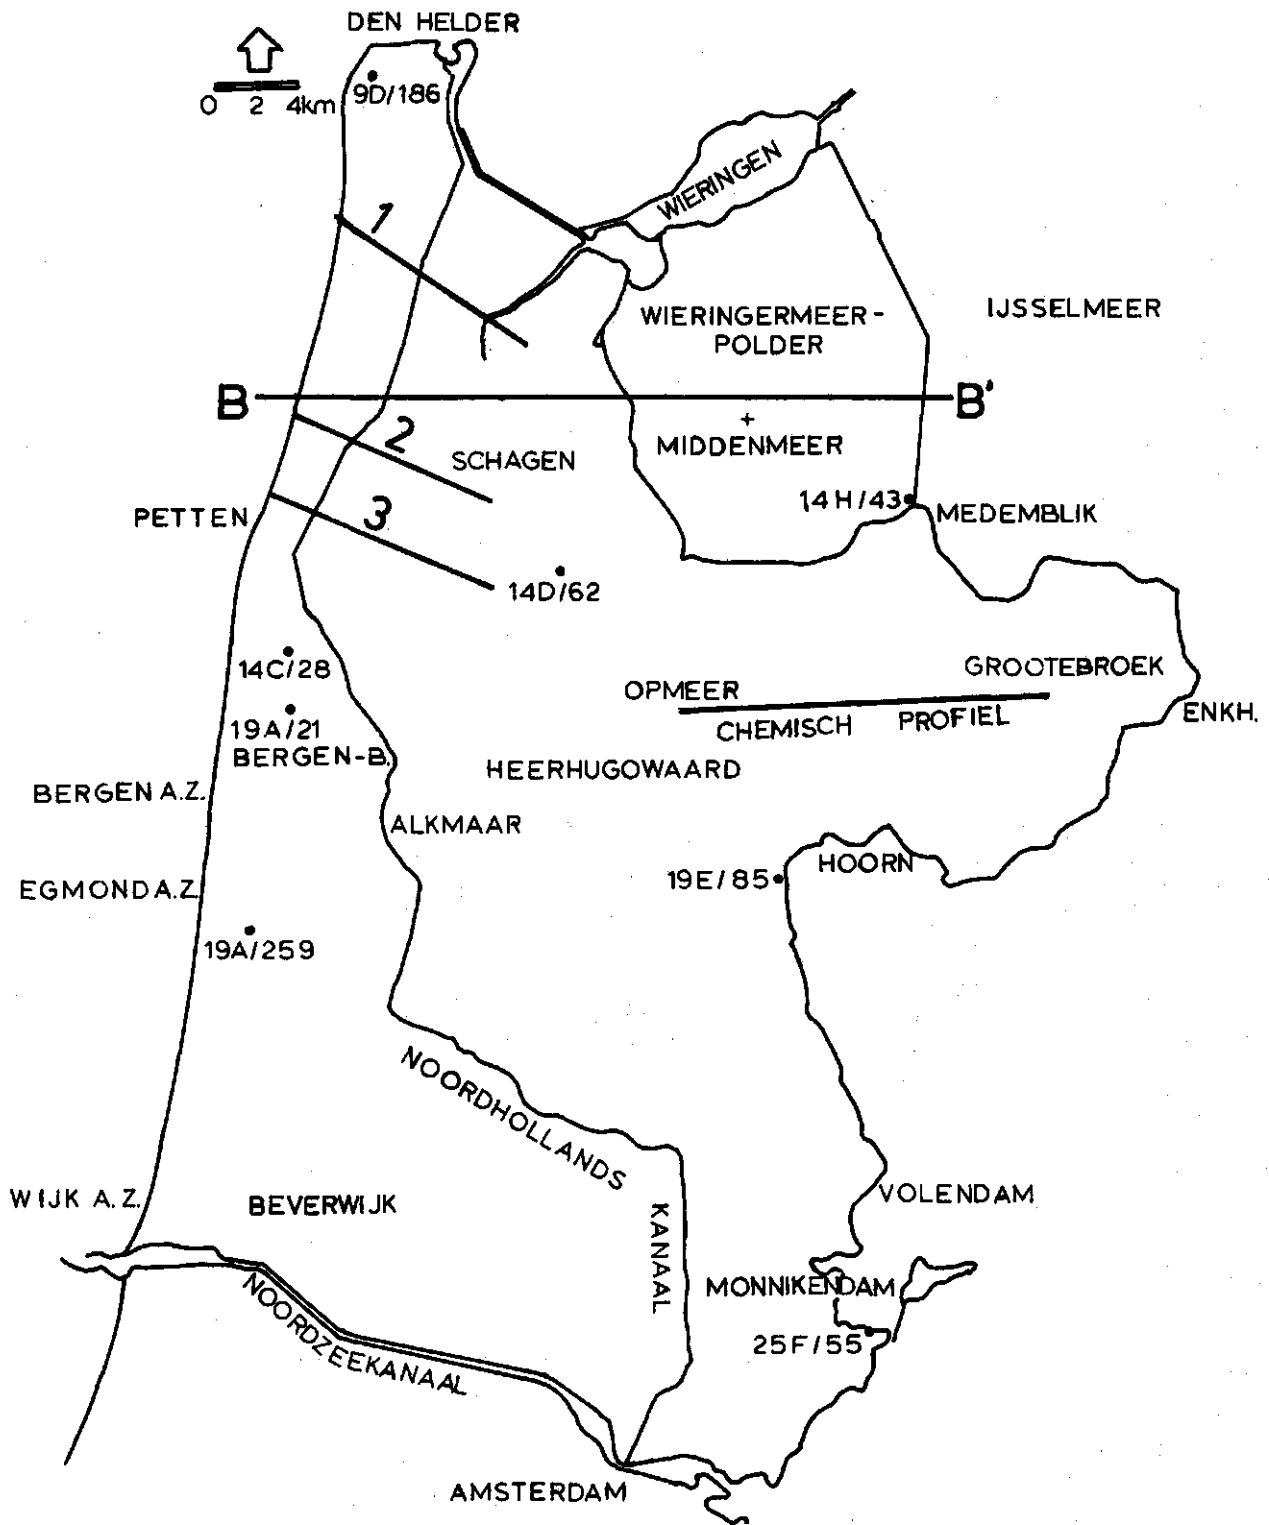 DEN HELDER
0 2 4km
9D/186
WIERINGEN
1
WIERINGERMEER-
POLDER
IJSSELMEER
B B'
2
SCHAGEN
MIDDENMEER
14H/43
MEDEMBLIK
PETTEN
3
14D/62
14C/28
GROOTEBROEK
OPMEER
19A/21
CHEMISCH PROFIEL
ENKH.
BERGEN-B.
HEERHUGOWAARD
BERGEN A.Z.
ALKMAAR
HOORN
19E/85
EGMOND A.Z.
19A/259
NOORDHOLLANDS
KANAAL
WIJK A.Z.
BEVERWIJK
VOLENDAM
MONNIKENDAM
NOORDZEEKANAAL
25F/55
AMSTERDAM